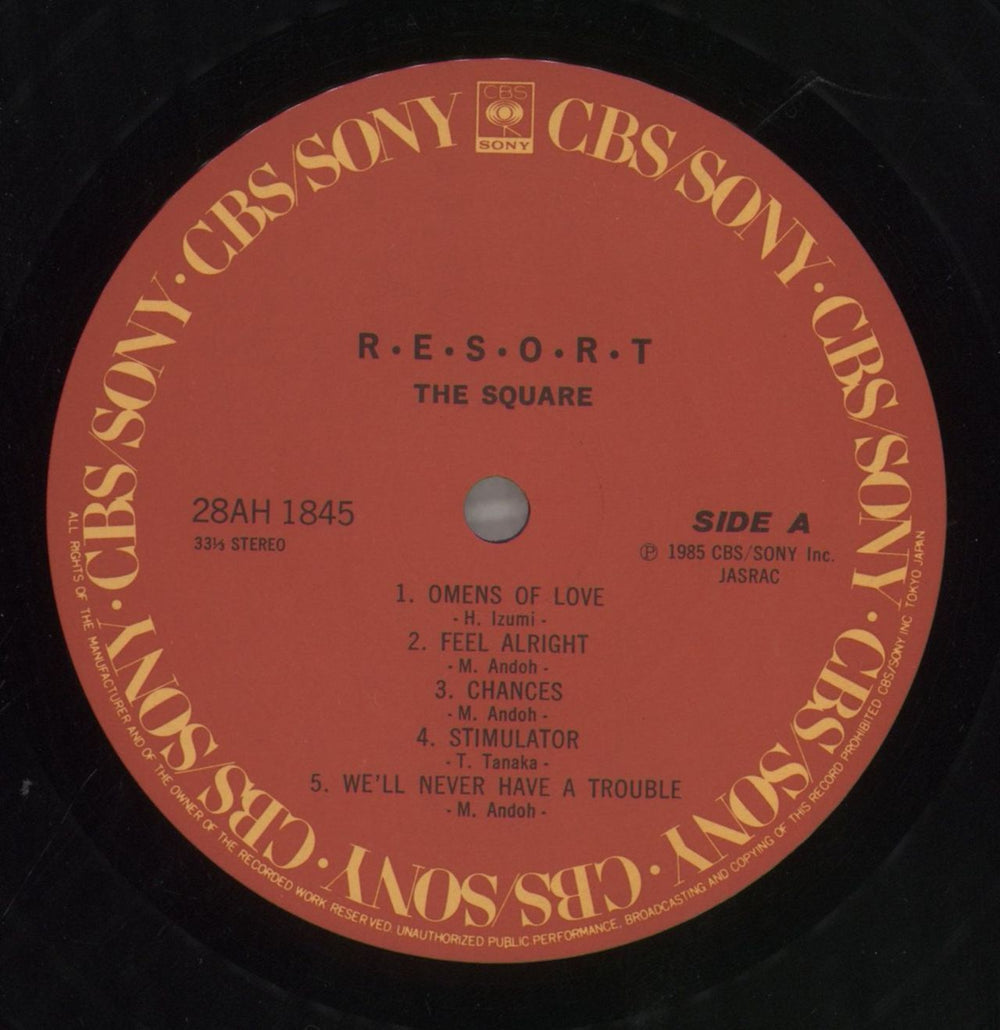 CBS
SONY
CBS/SONY · CBS/SONY · CBS/SONY · CBS/SONY · CBS/SONY · CBS/SONY · CBS/SONY · CBS/SONY
R·E·S·O·R·T
THE SQUARE
28AH 1845
33⅓ STEREO
SIDE A
Ⓟ 1985 CBS/SONY Inc.
JASRAC
1. OMENS OF LOVE
- H. Izumi -
2. FEEL ALRIGHT
- M. Andoh -
3. CHANCES
- M. Andoh -
4. STIMULATOR
- T. Tanaka -
5. WE'LL NEVER HAVE A TROUBLE
- M. Andoh -
ALL RIGHTS OF THE MANUFACTURER AND OF THE OWNER OF THE RECORDED WORK RESERVED UNAUTHORIZED PUBLIC PERFORMANCE, BROADCASTING AND COPYING OF THIS RECORD PROHIBITED CBS/SONY INC TOKYO JAPAN